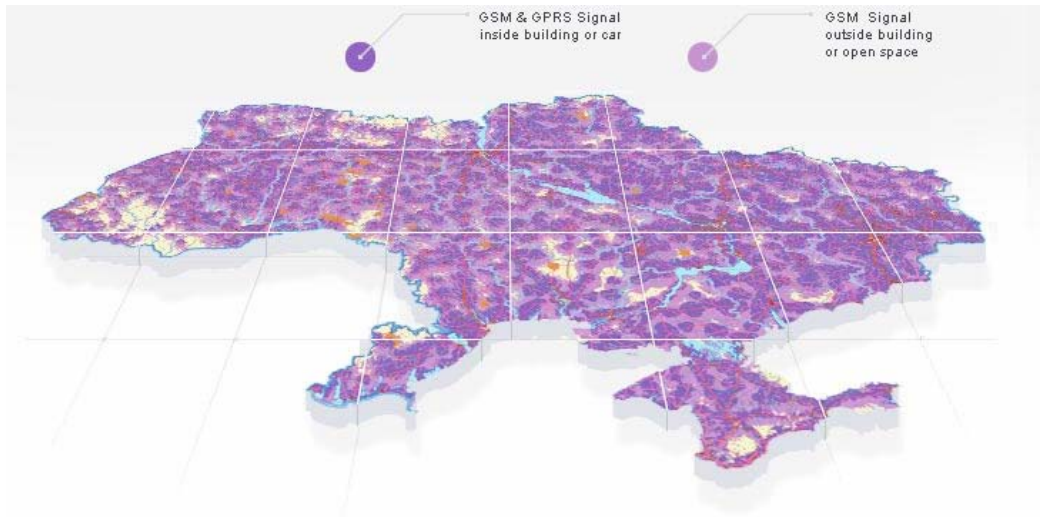 GSM & GPRS Signal
inside building or car
GSM Signal
outside building
or open space